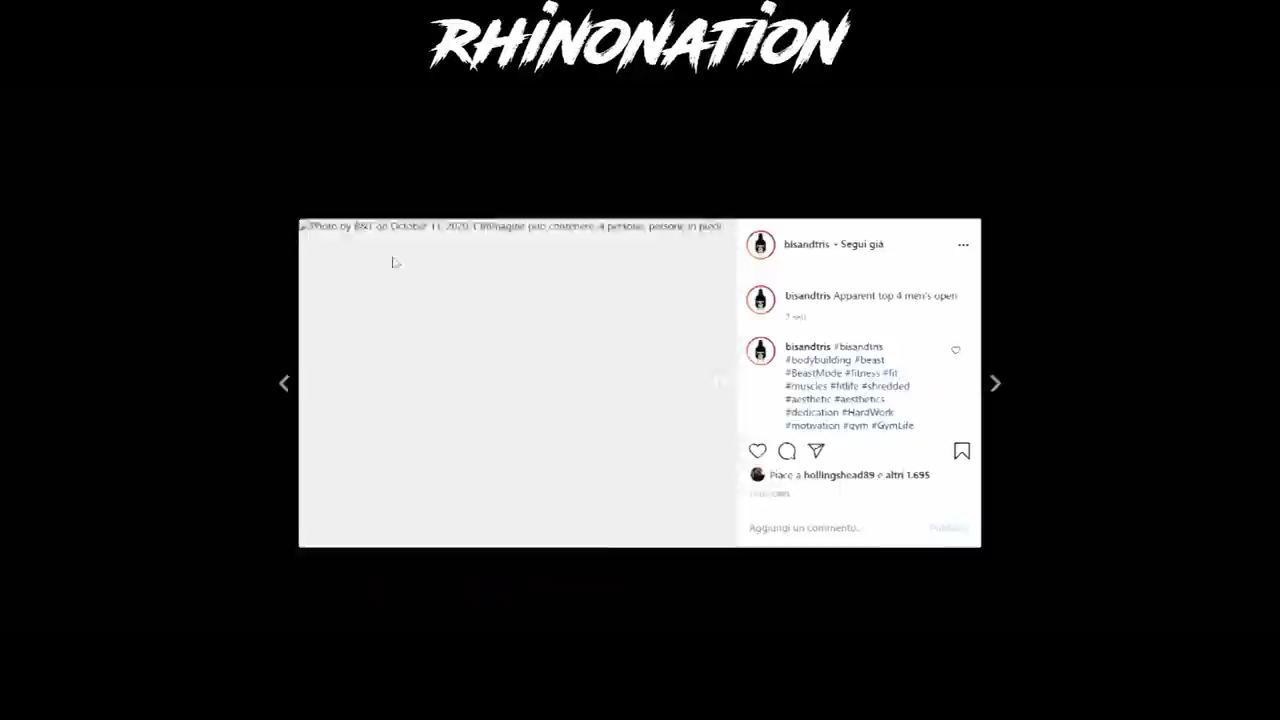 RHINONATION
Photo by B&T on October 11, 2020. L'immagine può contenere: 4 persone, persone in piedi
bisandtris • Segui già
bisandtris Apparent top 4 men's open
bisandtris #bisandtris
#bodybuilding #beast
#BeastMode #fitness #fit
#muscles #fitlife #shredded
#aesthetic #aesthetics
#dedication #HardWork
#motivation #gym #GymLife
Piace a hollingshead89 e altri 1.695
Aggiungi un commento...